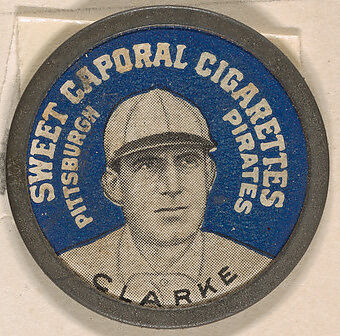 SWEET CAPORAL CIGARETTES
PITTSBURGH PIRATES
CLARKE